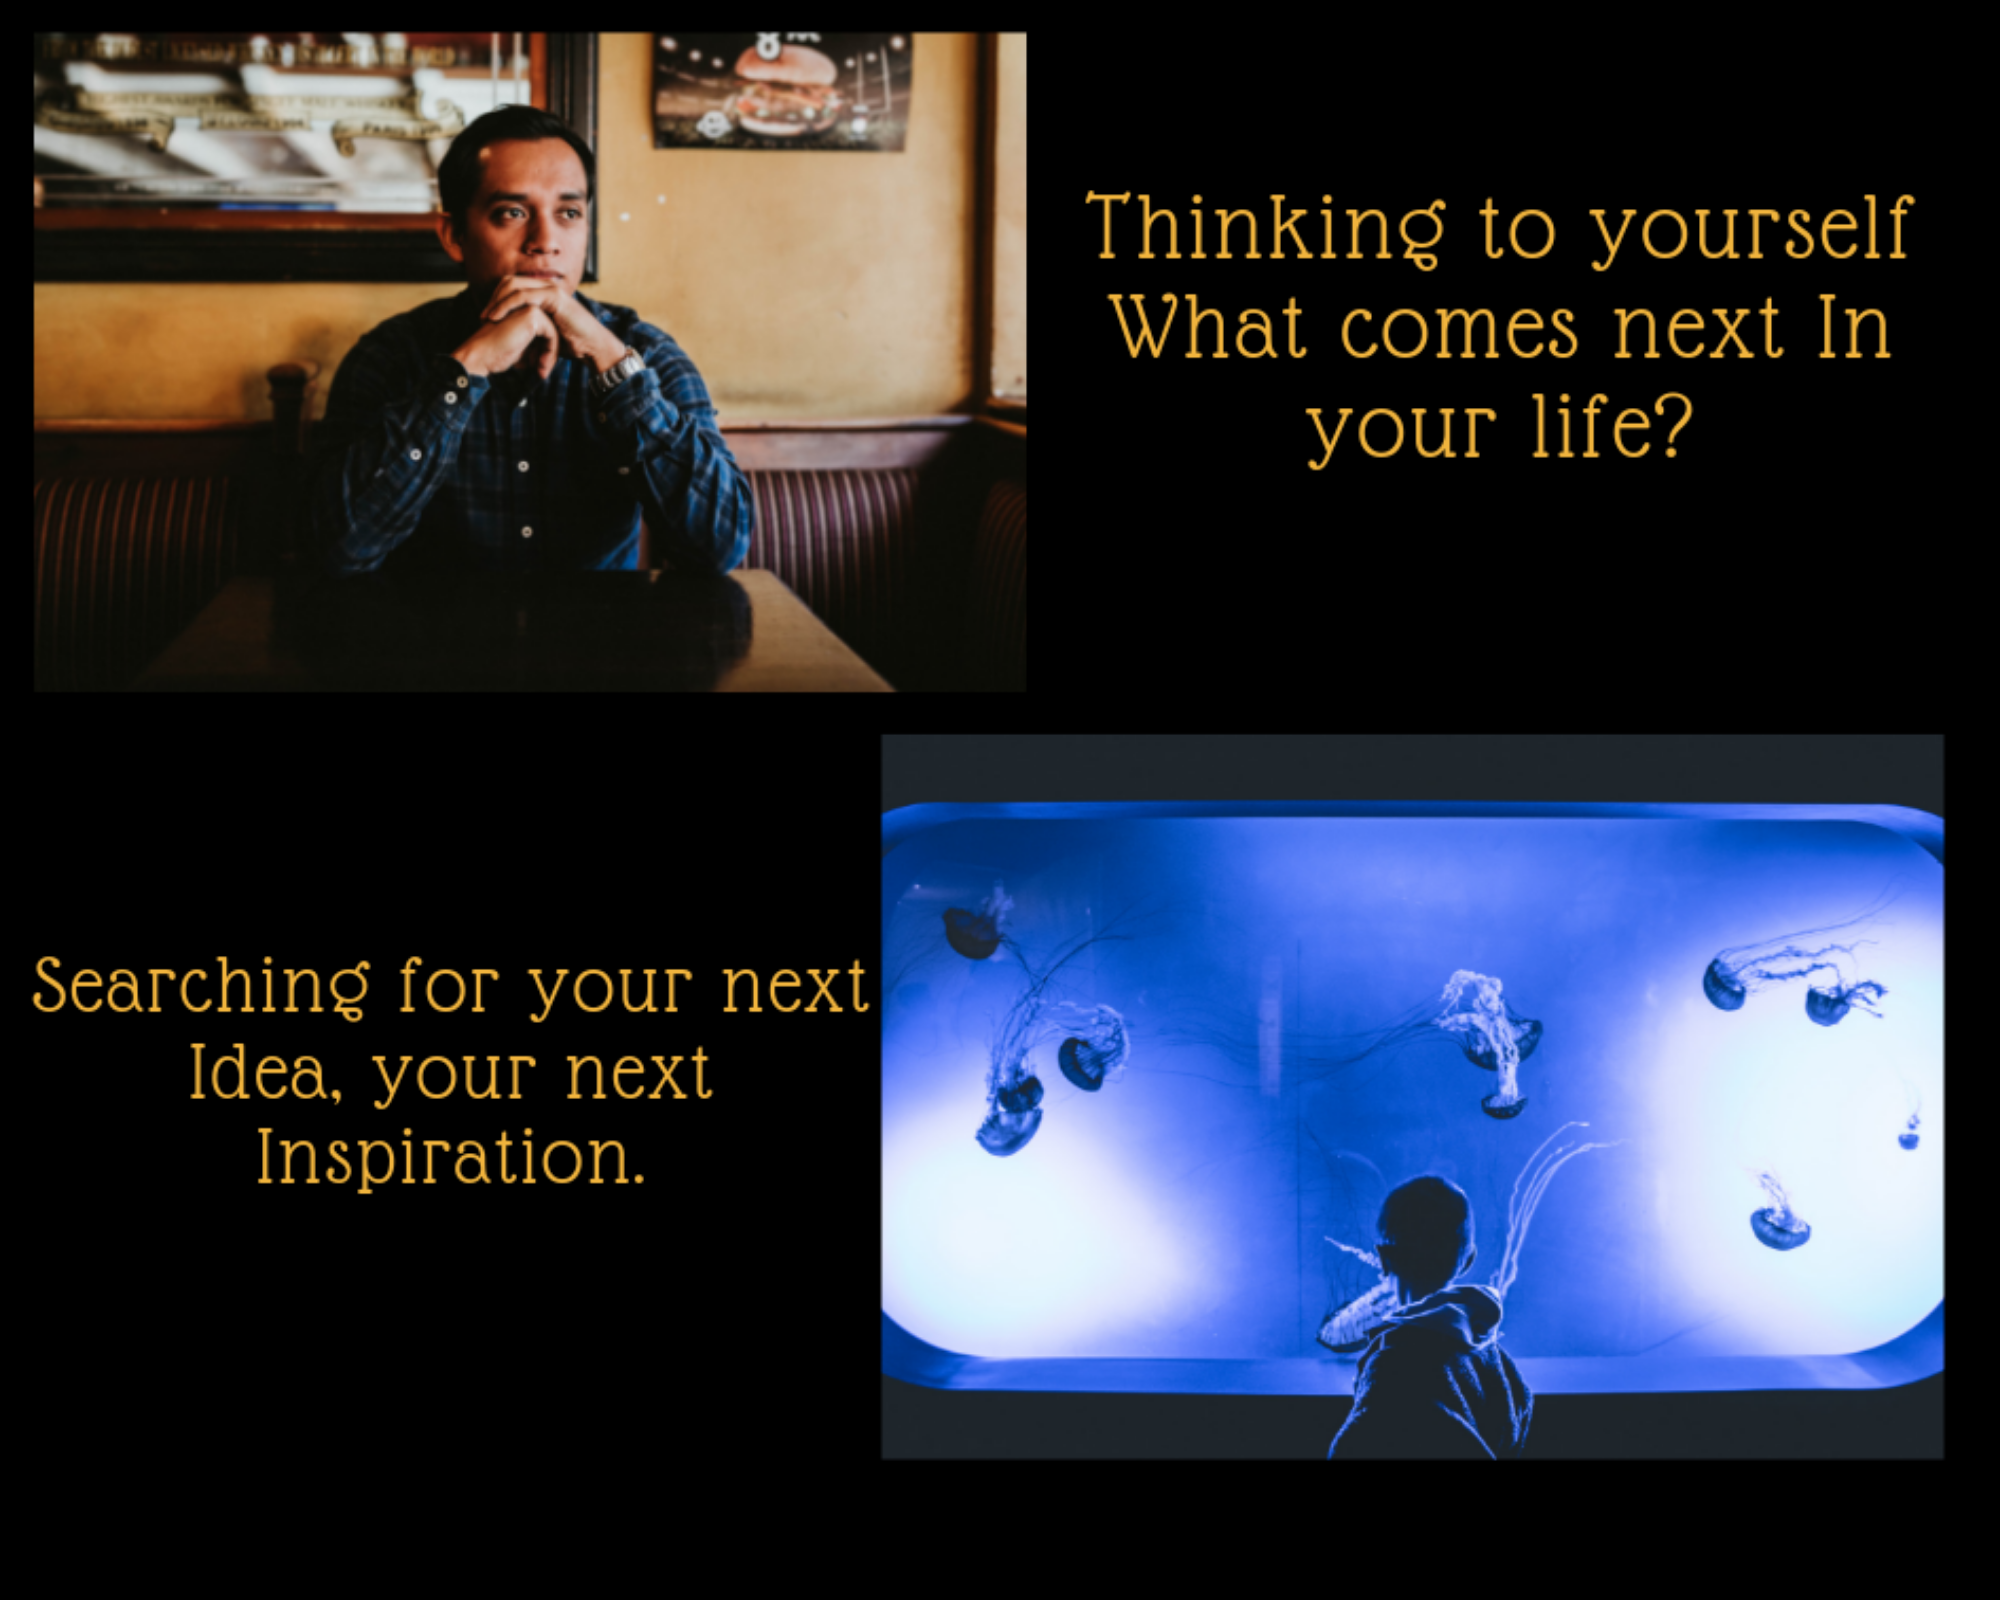 Thinking to yourself
What comes next In
your life?
Searching for your next
Idea, your next
Inspiration.